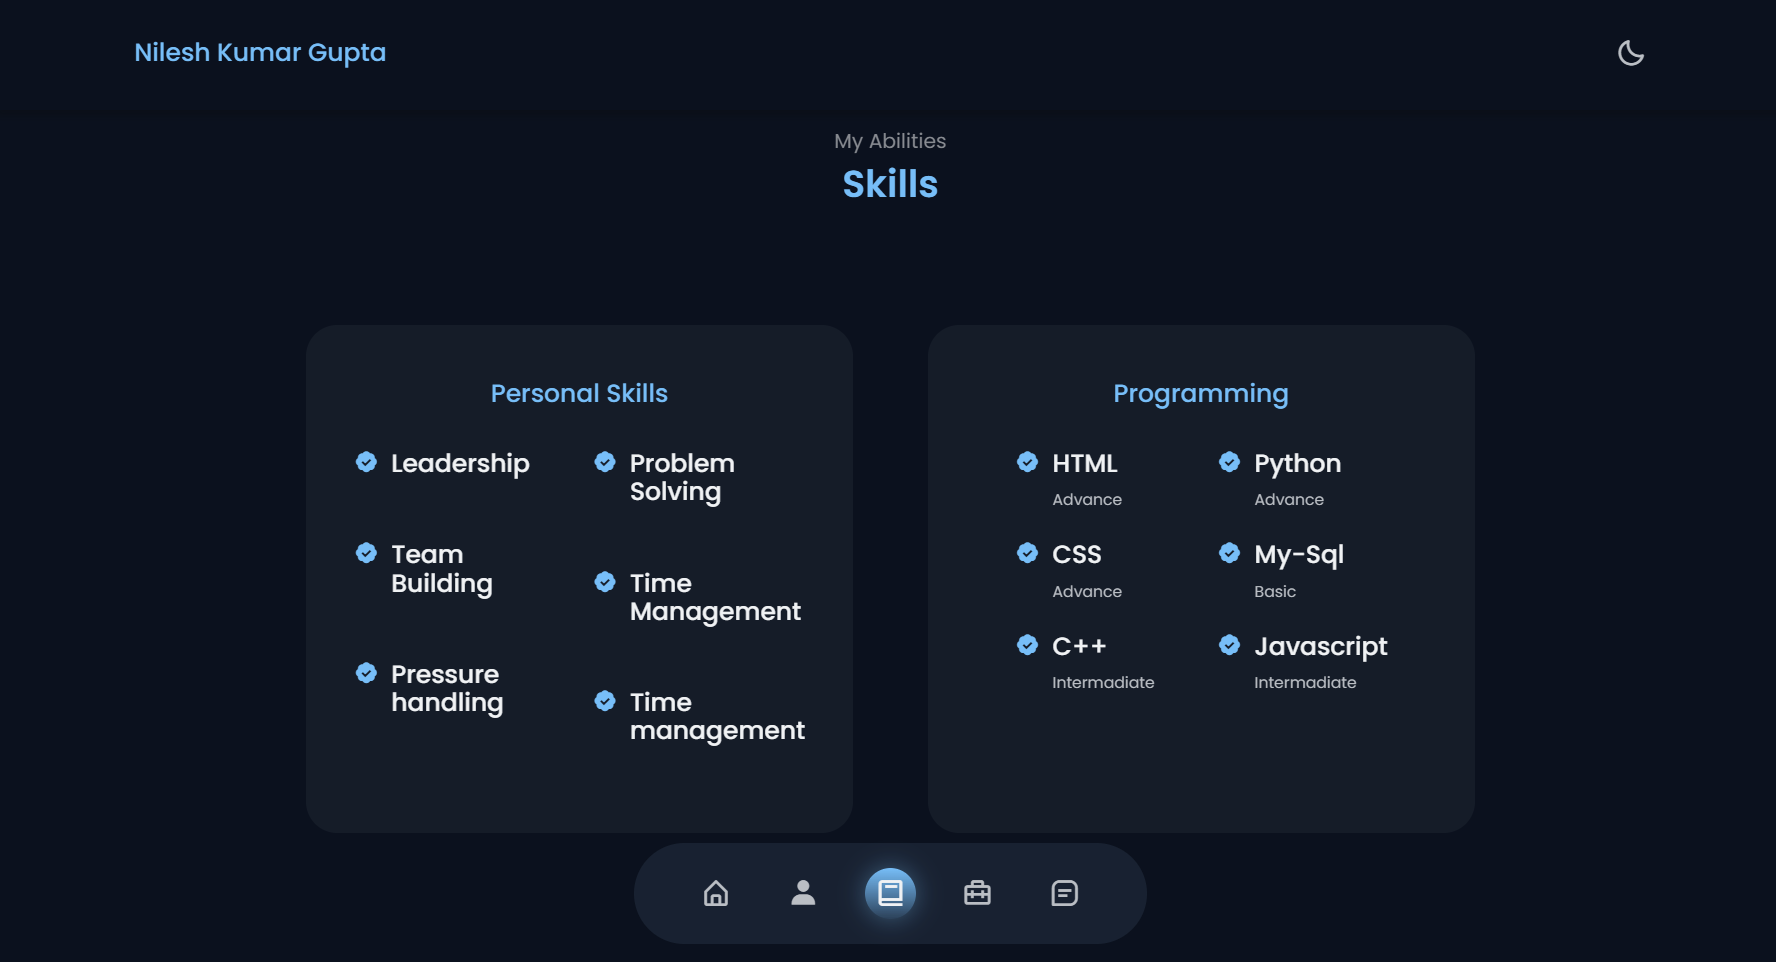 Nilesh Kumar Gupta
My Abilities
Skills
Personal Skills
Leadership
Team
Building
Pressure
handling
Problem
Solving
Time
Management
Time
management
Programming
HTML
Advance
CSS
Advance
C++
Intermadiate
Python
Advance
My-Sql
Basic
Javascript
Intermadiate